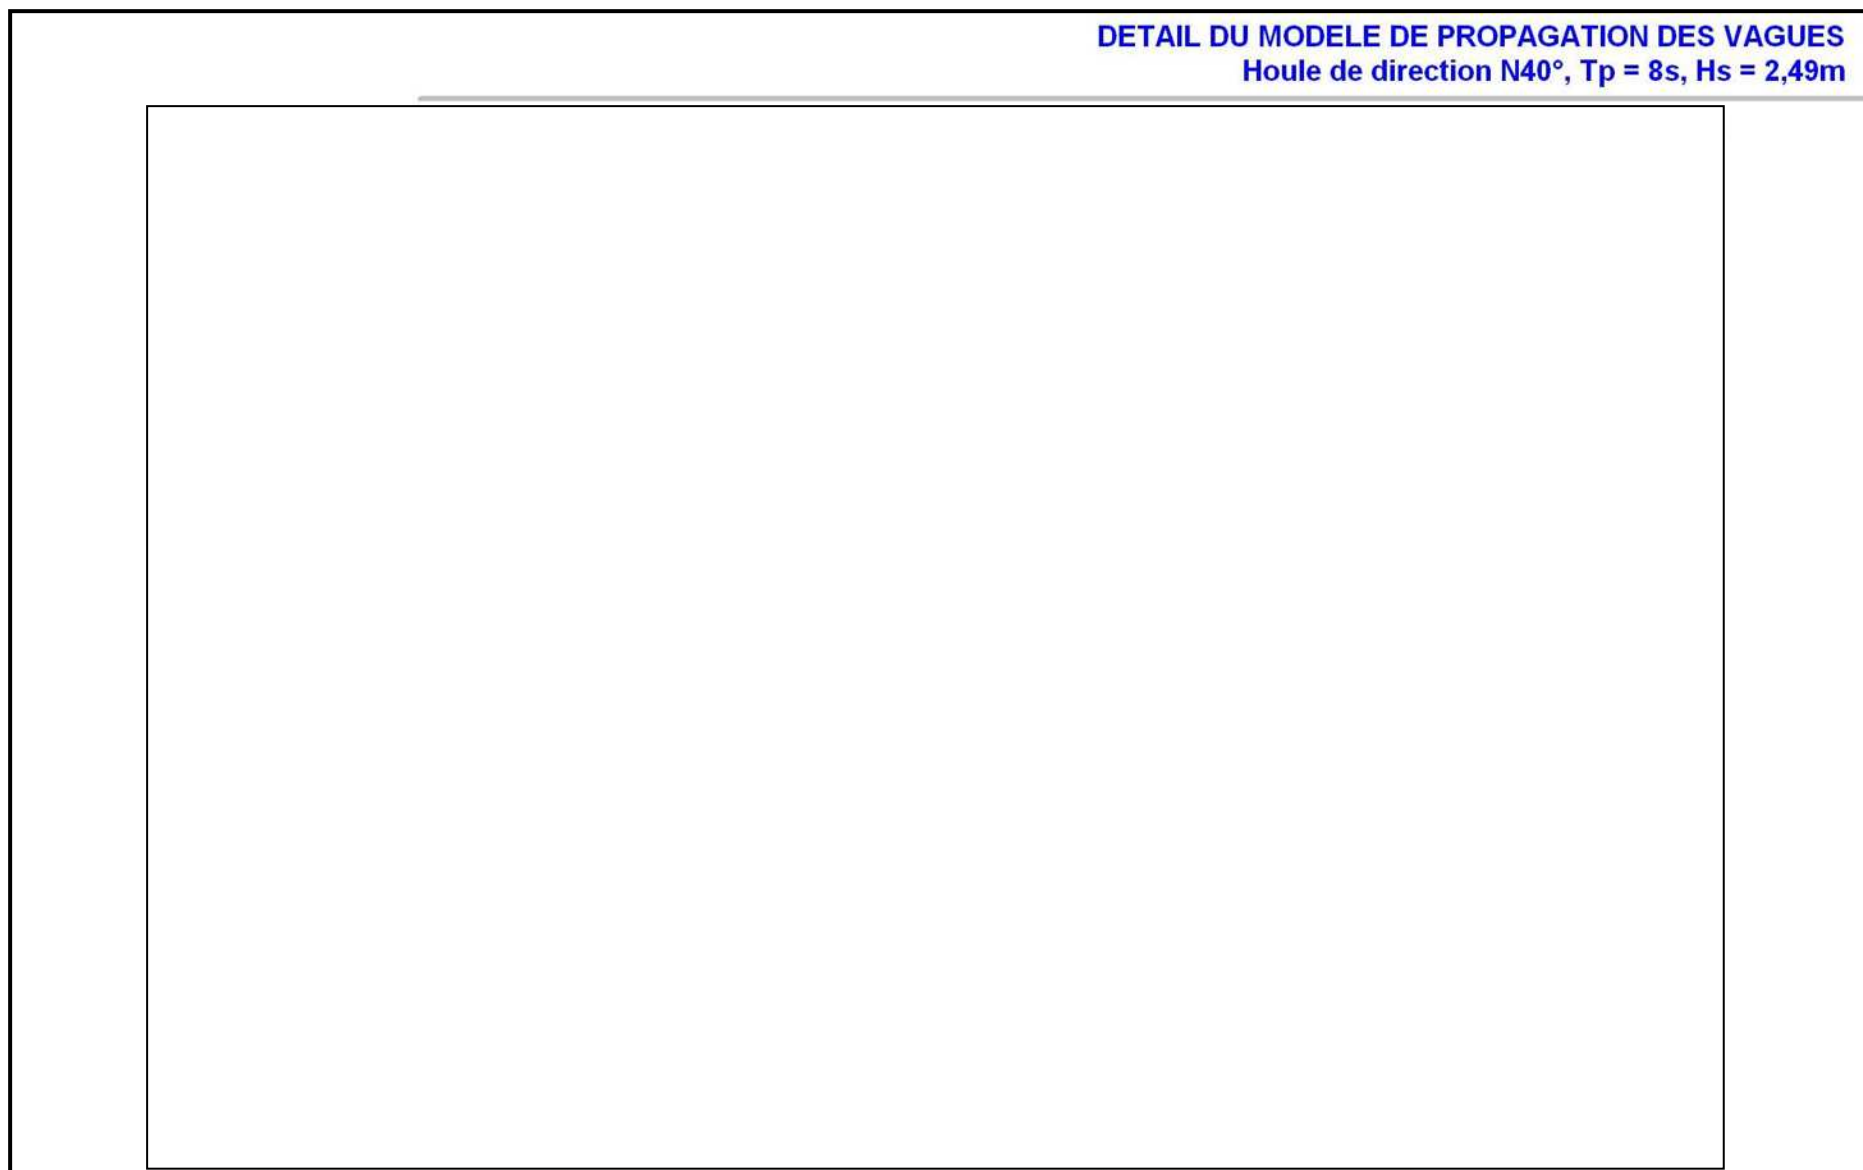 DETAIL DU MODELE DE PROPAGATION DES VAGUES
Houle de direction N40°, Tp = 8s, Hs = 2,49m